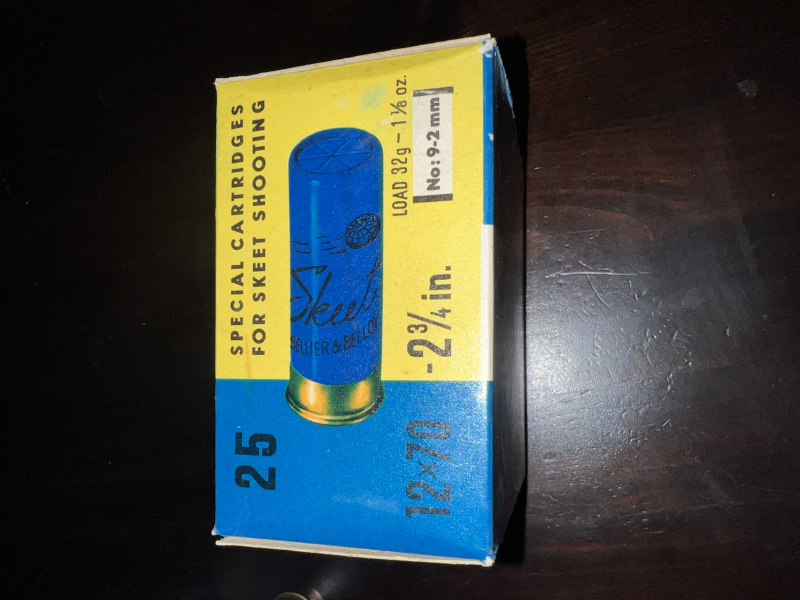 SPECIAL CARTRIDGES
FOR SKEET SHOOTING
Skeet
SELLIER & BELLOT
LOAD 32g - 1 1/8 oz.
No: 9-2 mm
25
12×70 - 2 3/4 in.